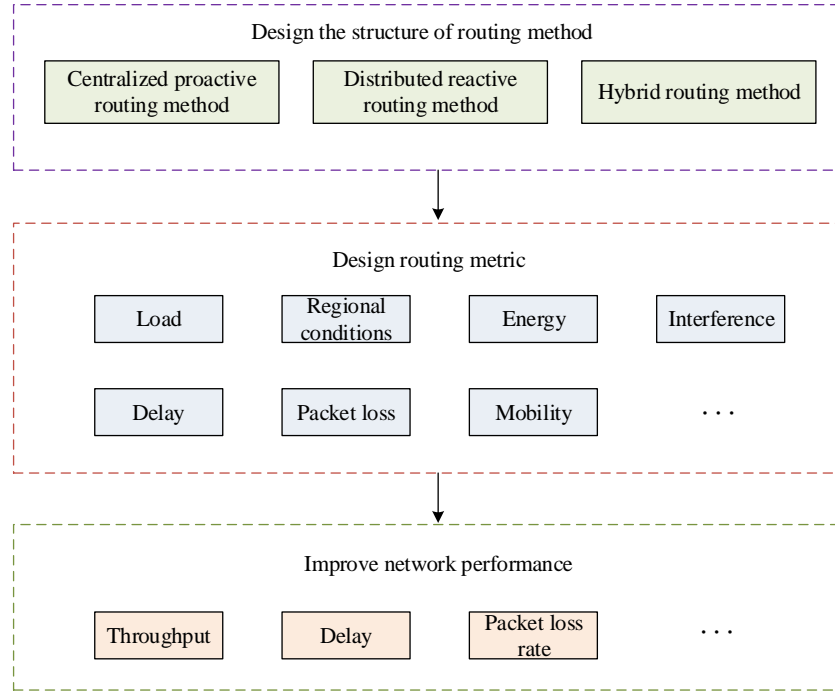 Design the structure of routing method
Centralized proactive
routing method
Distributed reactive
routing method
Hybrid routing method
Design routing metric
Load
Regional
conditions
Energy
Interference
Delay
Packet loss
Mobility
...
Improve network performance
Throughput
Delay
Packet loss
rate
...